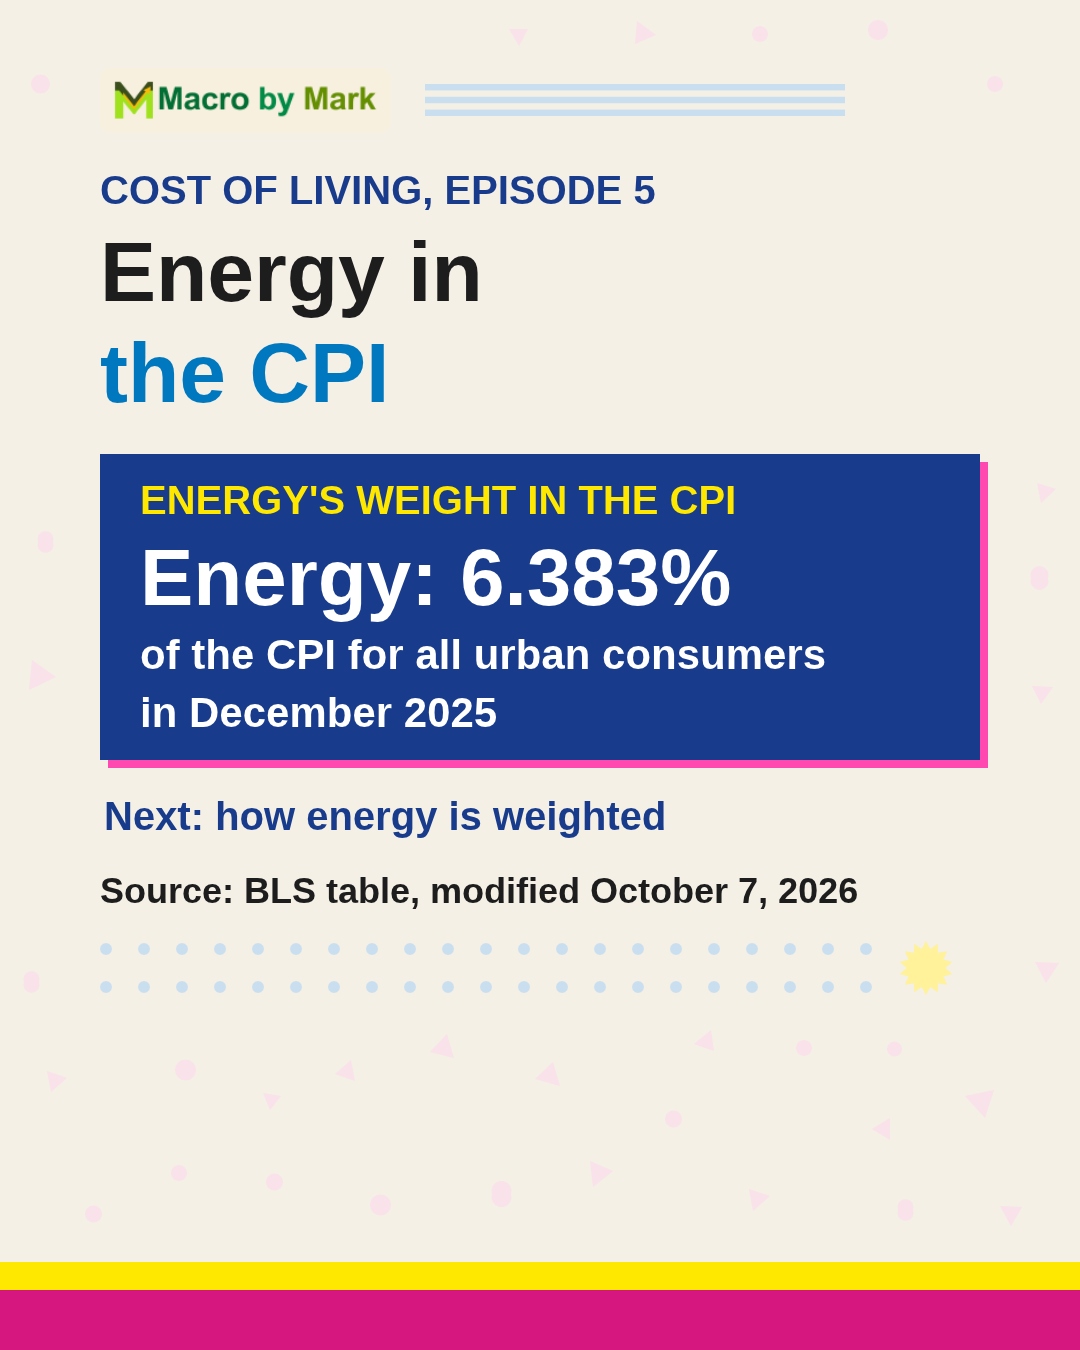 Macro by Mark
COST OF LIVING, EPISODE 5
Energy in
the CPI
ENERGY'S WEIGHT IN THE CPI
Energy: 6.383%
of the CPI for all urban consumers
in December 2025
Next: how energy is weighted
Source: BLS table, modified October 7, 2026